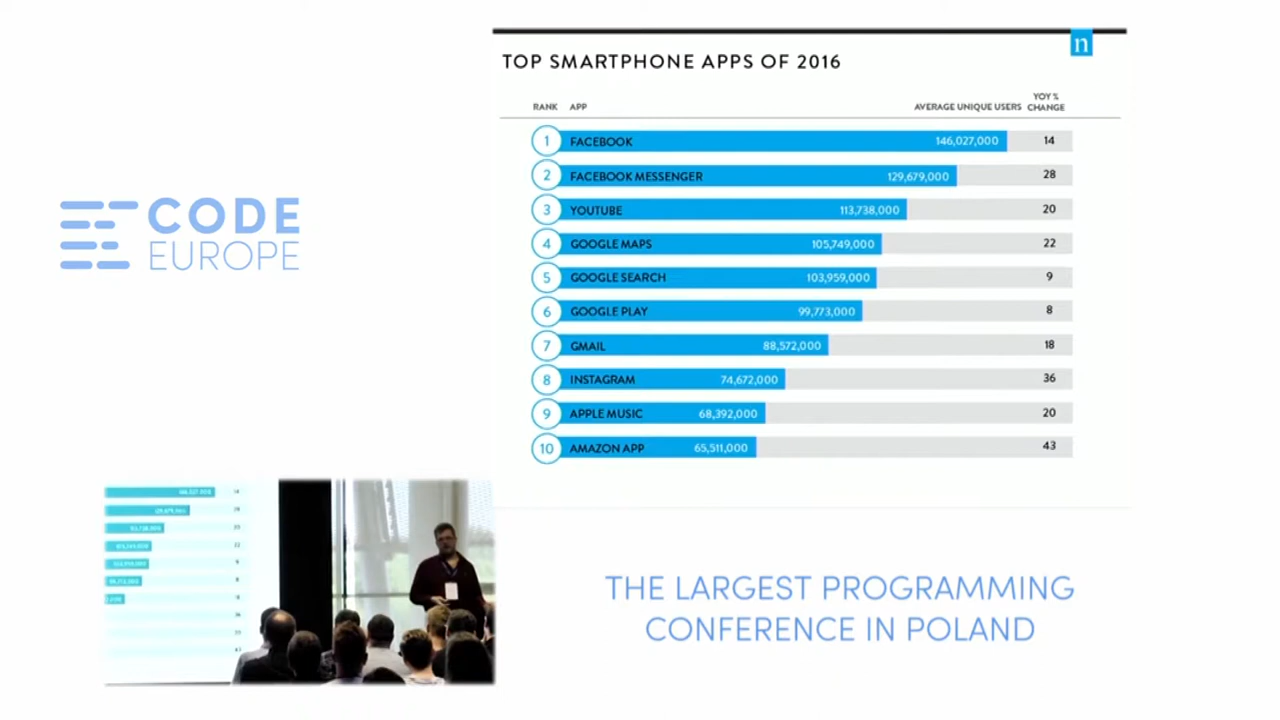 n
TOP SMARTPHONE APPS OF 2016
RANK APP AVERAGE UNIQUE USERS YOY % CHANGE
1 FACEBOOK 146,027,000 14
2 FACEBOOK MESSENGER 129,679,000 28
3 YOUTUBE 113,738,000 20
4 GOOGLE MAPS 105,749,000 22
5 GOOGLE SEARCH 103,959,000 9
6 GOOGLE PLAY 99,773,000 8
7 GMAIL 88,572,000 18
8 INSTAGRAM 74,672,000 36
9 APPLE MUSIC 68,392,000 20
10 AMAZON APP 65,511,000 43
CODE
EUROPE
THE LARGEST PROGRAMMING
CONFERENCE IN POLAND